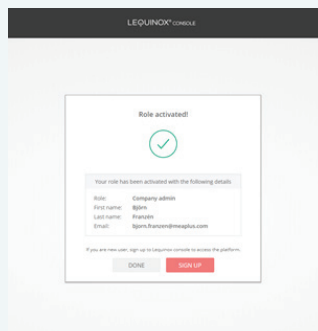 LEQUINOX® CONSOLE
Role activated!
Your role has been activated with the following details
Role: Company admin
First name: Björn
Last name: Franzén
Email: bjorn.franzen@meaplus.com
If you are new user, sign up to Lequinox console to access the platform.
DONE SIGN UP